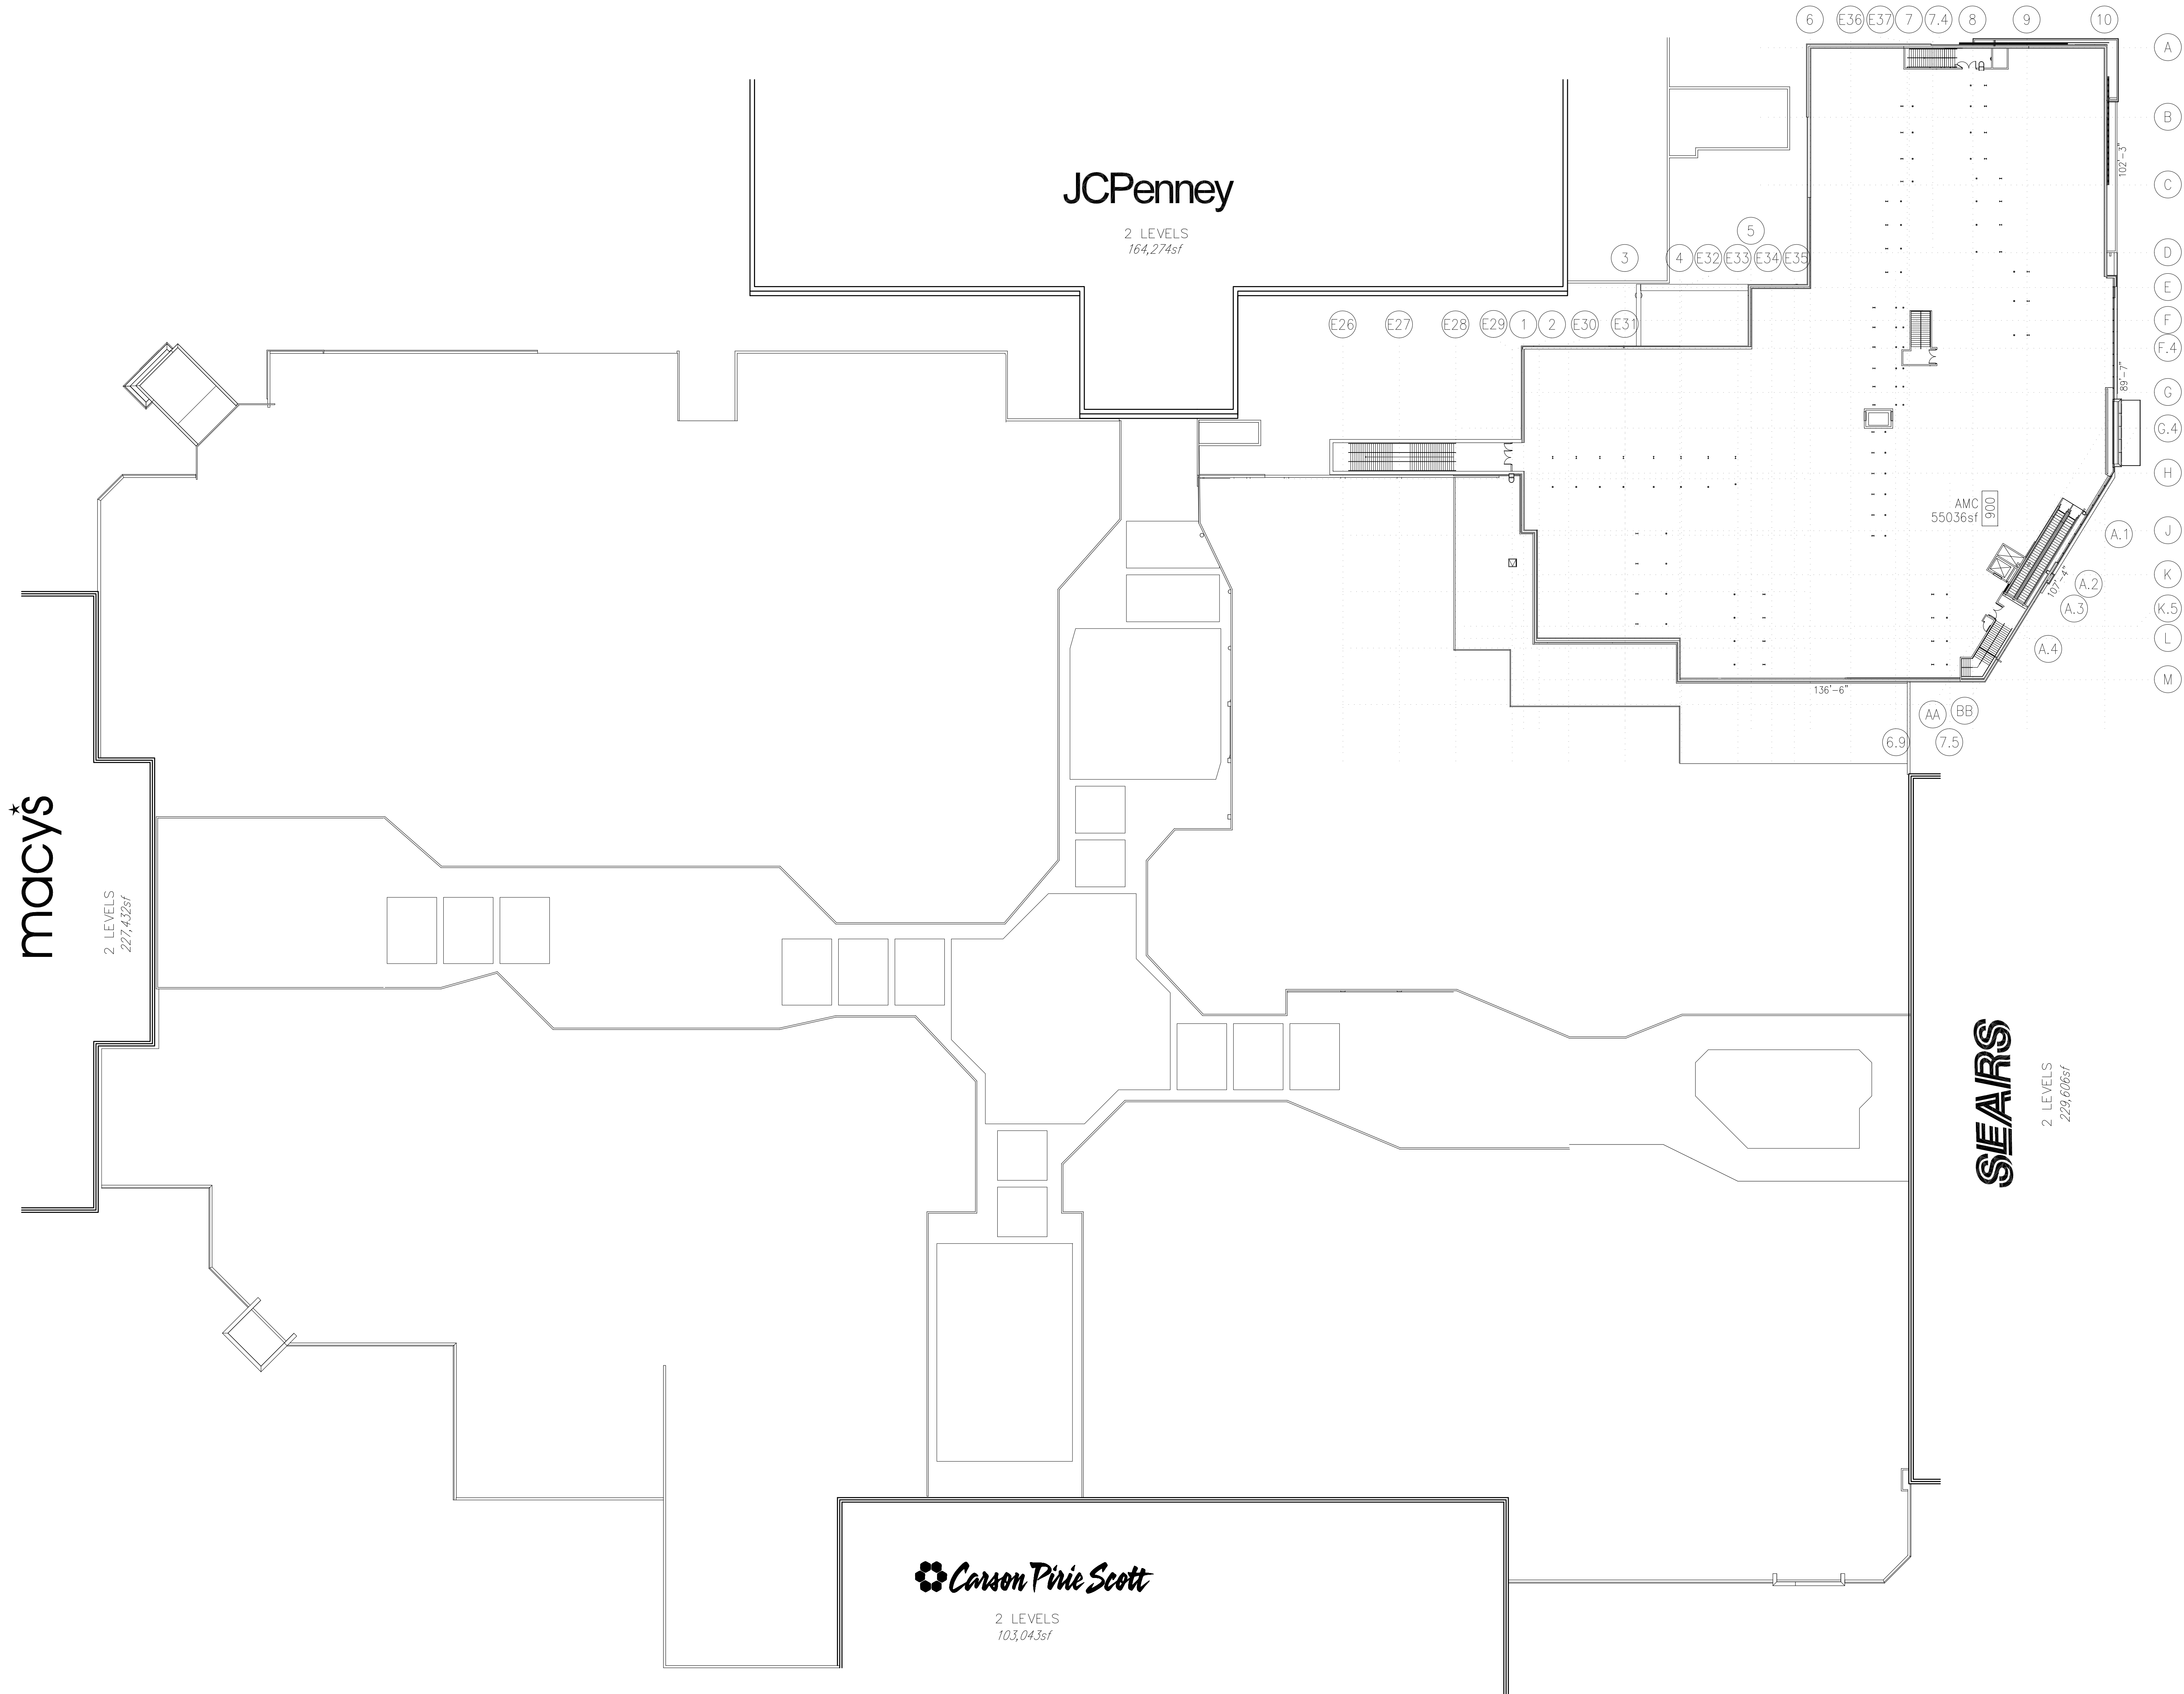 6
E36
E37
7
7.4
8
9
10
A
B
102'-3"
C
JCPenney
2 LEVELS
164,274sf
5
3
4
E32
E33
E34
E35
D
E
E26
E27
E28
E29
1
2
E30
E31
F
F.4
89'-7"
G
G.4
H
AMC
55036sf
900
J
A.1
K
107'-4"
A.2
A.3
K.5
L
A.4
M
136'-6"
AA
BB
6.9
7.5
macys
2 LEVELS
227,432sf
SEARS
2 LEVELS
229,606sf
Carson Pirie Scott
2 LEVELS
103,043sf